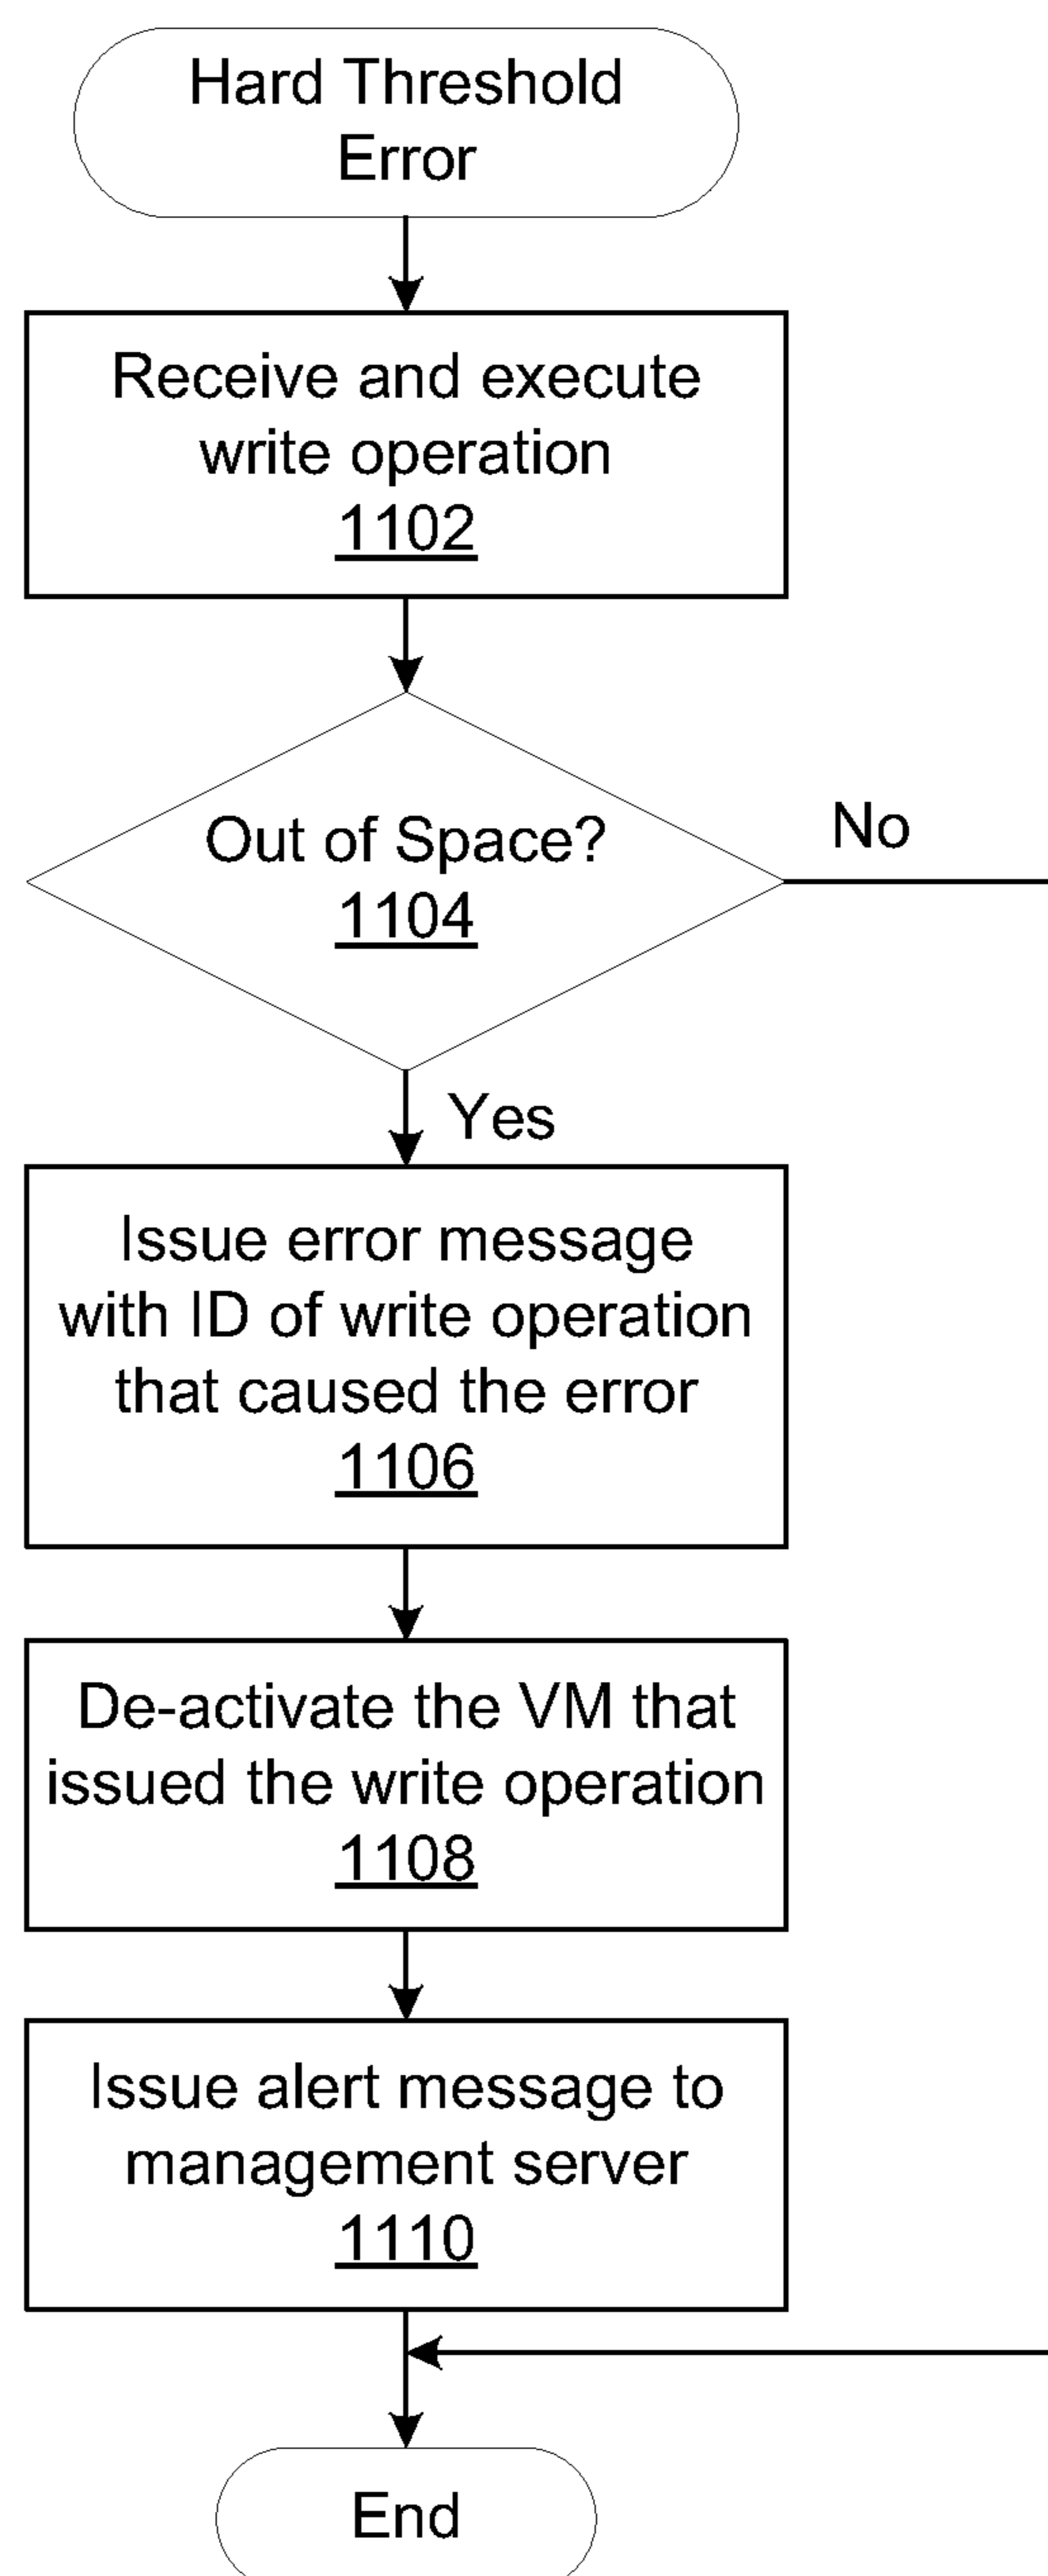 Hard Threshold
Error
Receive and execute
write operation
1102
Out of Space?
1104
No
Yes
Issue error message
with ID of write operation
that caused the error
1106
De-activate the VM that
issued the write operation
1108
Issue alert message to
management server
1110
End